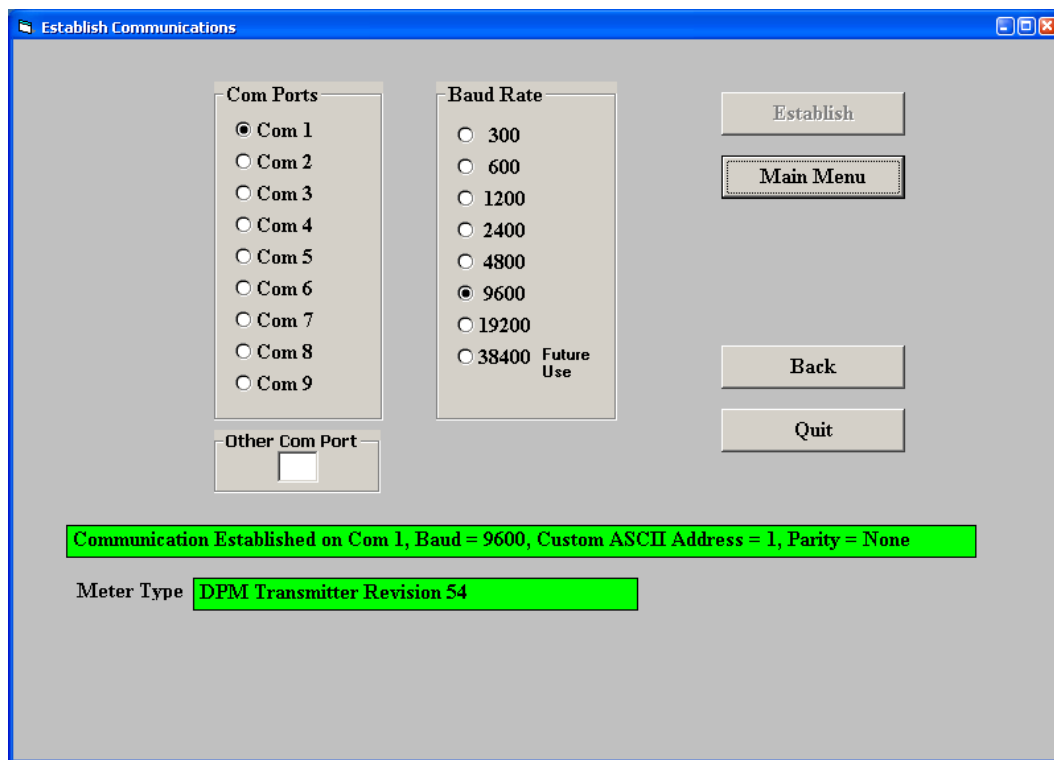 Establish Communications
Com Ports
Com 1
Com 2
Com 3
Com 4
Com 5
Com 6
Com 7
Com 8
Com 9
Other Com Port
Baud Rate
300
600
1200
2400
4800
9600
19200
38400 Future
Use
Establish
Main Menu
Back
Quit
Communication Established on Com 1, Baud = 9600, Custom ASCII Address = 1, Parity = None
Meter Type DPM Transmitter Revision 54